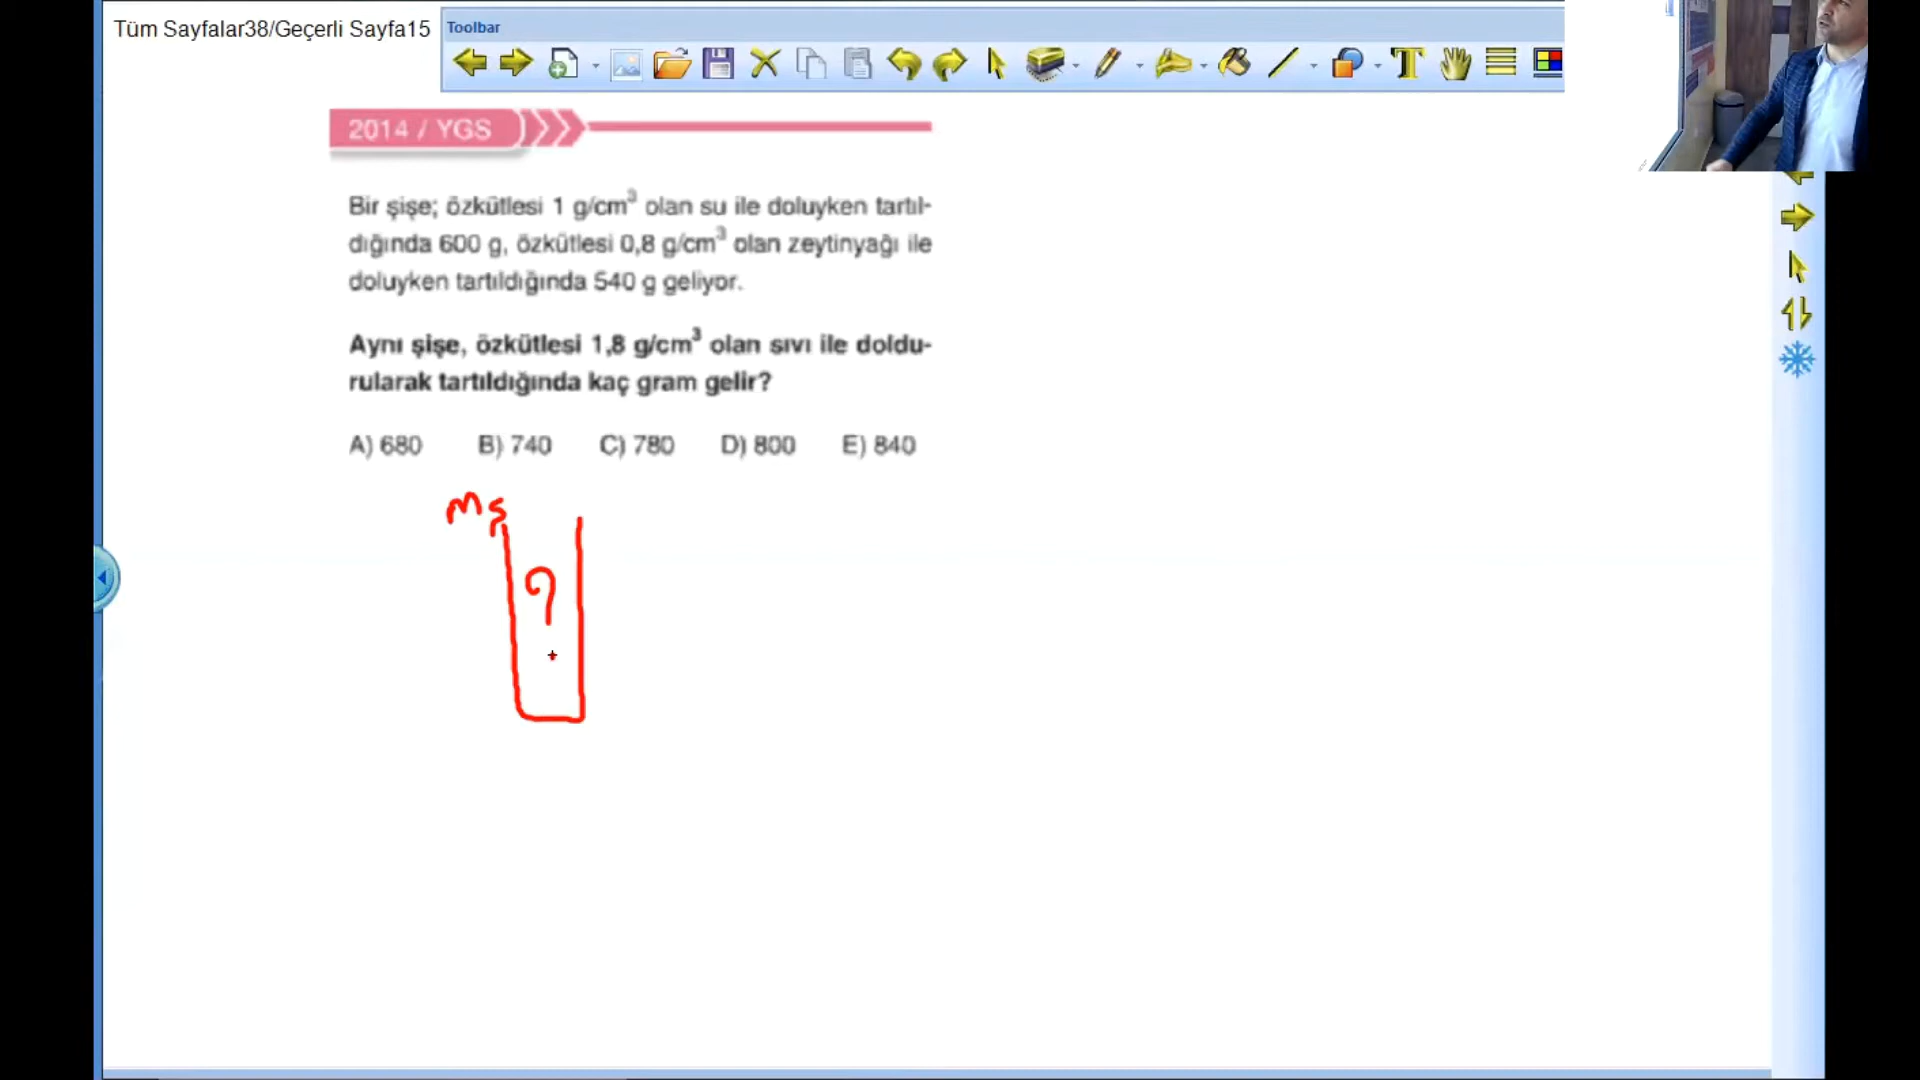 Tüm Sayfalar38/Geçerli Sayfa15
Toolbar
2014 / YGS
Bir şişe; özkütlesi 1 g/cm³ olan su ile doluyken tartıl-
dığında 600 g, özkütlesi 0,8 g/cm³ olan zeytinyağı ile
doluyken tartıldığında 540 g geliyor.
Aynı şişe, özkütlesi 1,8 g/cm³ olan sıvı ile doldu-
rularak tartıldığında kaç gram gelir?
A) 680 B) 740 C) 780 D) 800 E) 840
mş
?